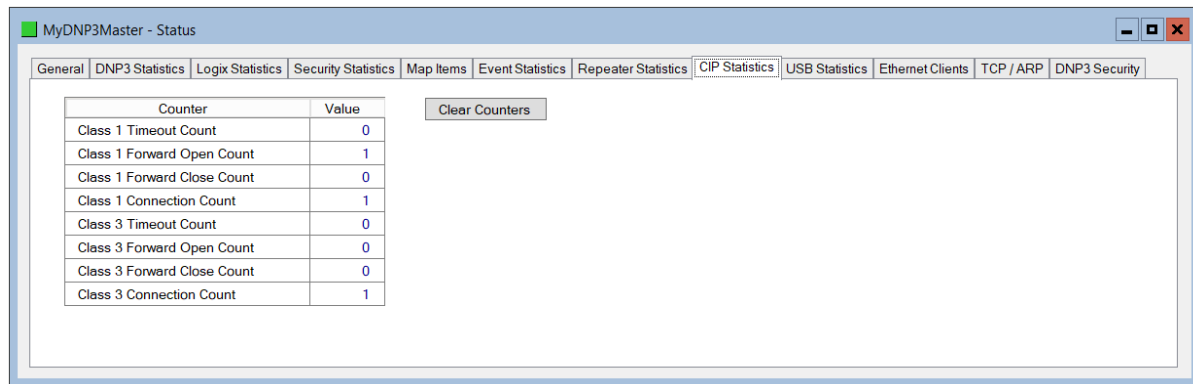 MyDNP3Master - Status
General DNP3 Statistics Logix Statistics Security Statistics Map Items Event Statistics Repeater Statistics CIP Statistics USB Statistics Ethernet Clients TCP / ARP DNP3 Security
Counter Value Clear Counters
Class 1 Timeout Count 0
Class 1 Forward Open Count 1
Class 1 Forward Close Count 0
Class 1 Connection Count 1
Class 3 Timeout Count 0
Class 3 Forward Open Count 0
Class 3 Forward Close Count 0
Class 3 Connection Count 1